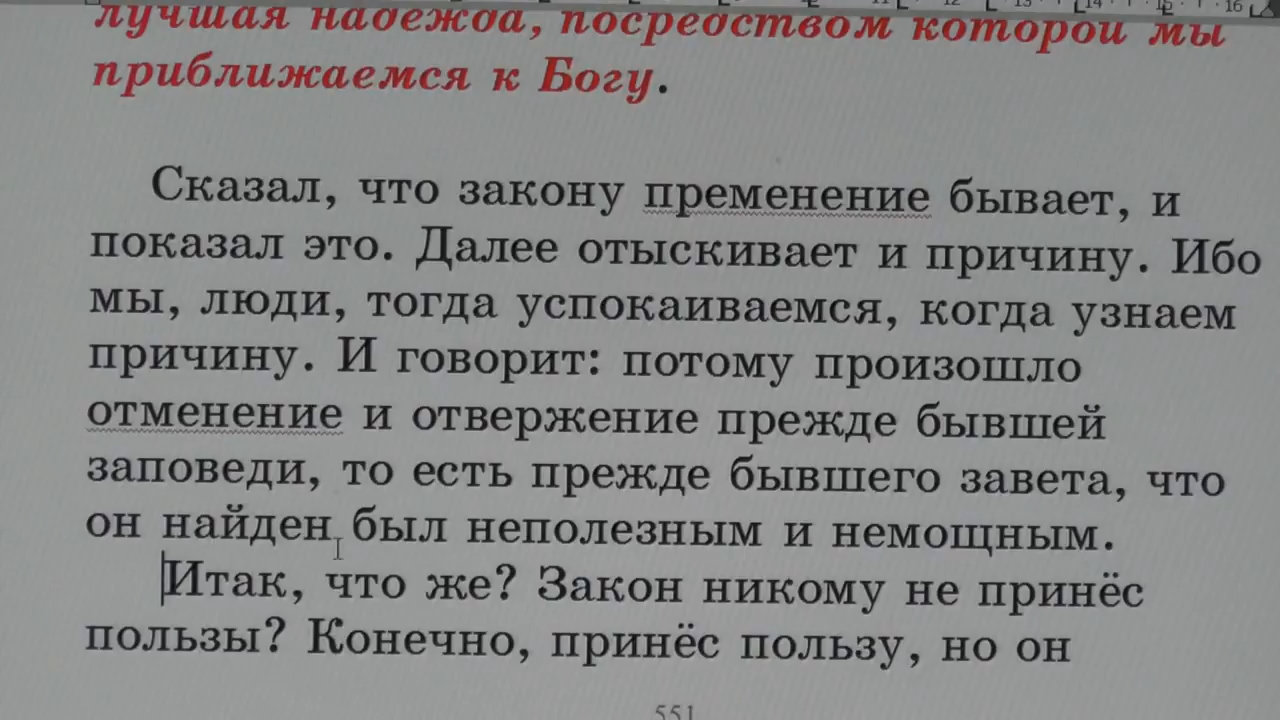 лучшая надежда, посредством которой мы
приближаемся к Богу.
Сказал, что закону пременение бывает, и
показал это. Далее отыскивает и причину. Ибо
мы, люди, тогда успокаиваемся, когда узнаем
причину. И говорит: потому произошло
отменение и отвержение прежде бывшей
заповеди, то есть прежде бывшего завета, что
он найден был неполезным и немощным.
Итак, что же? Закон никому не принёс
пользы? Конечно, принёс пользу, но он
551